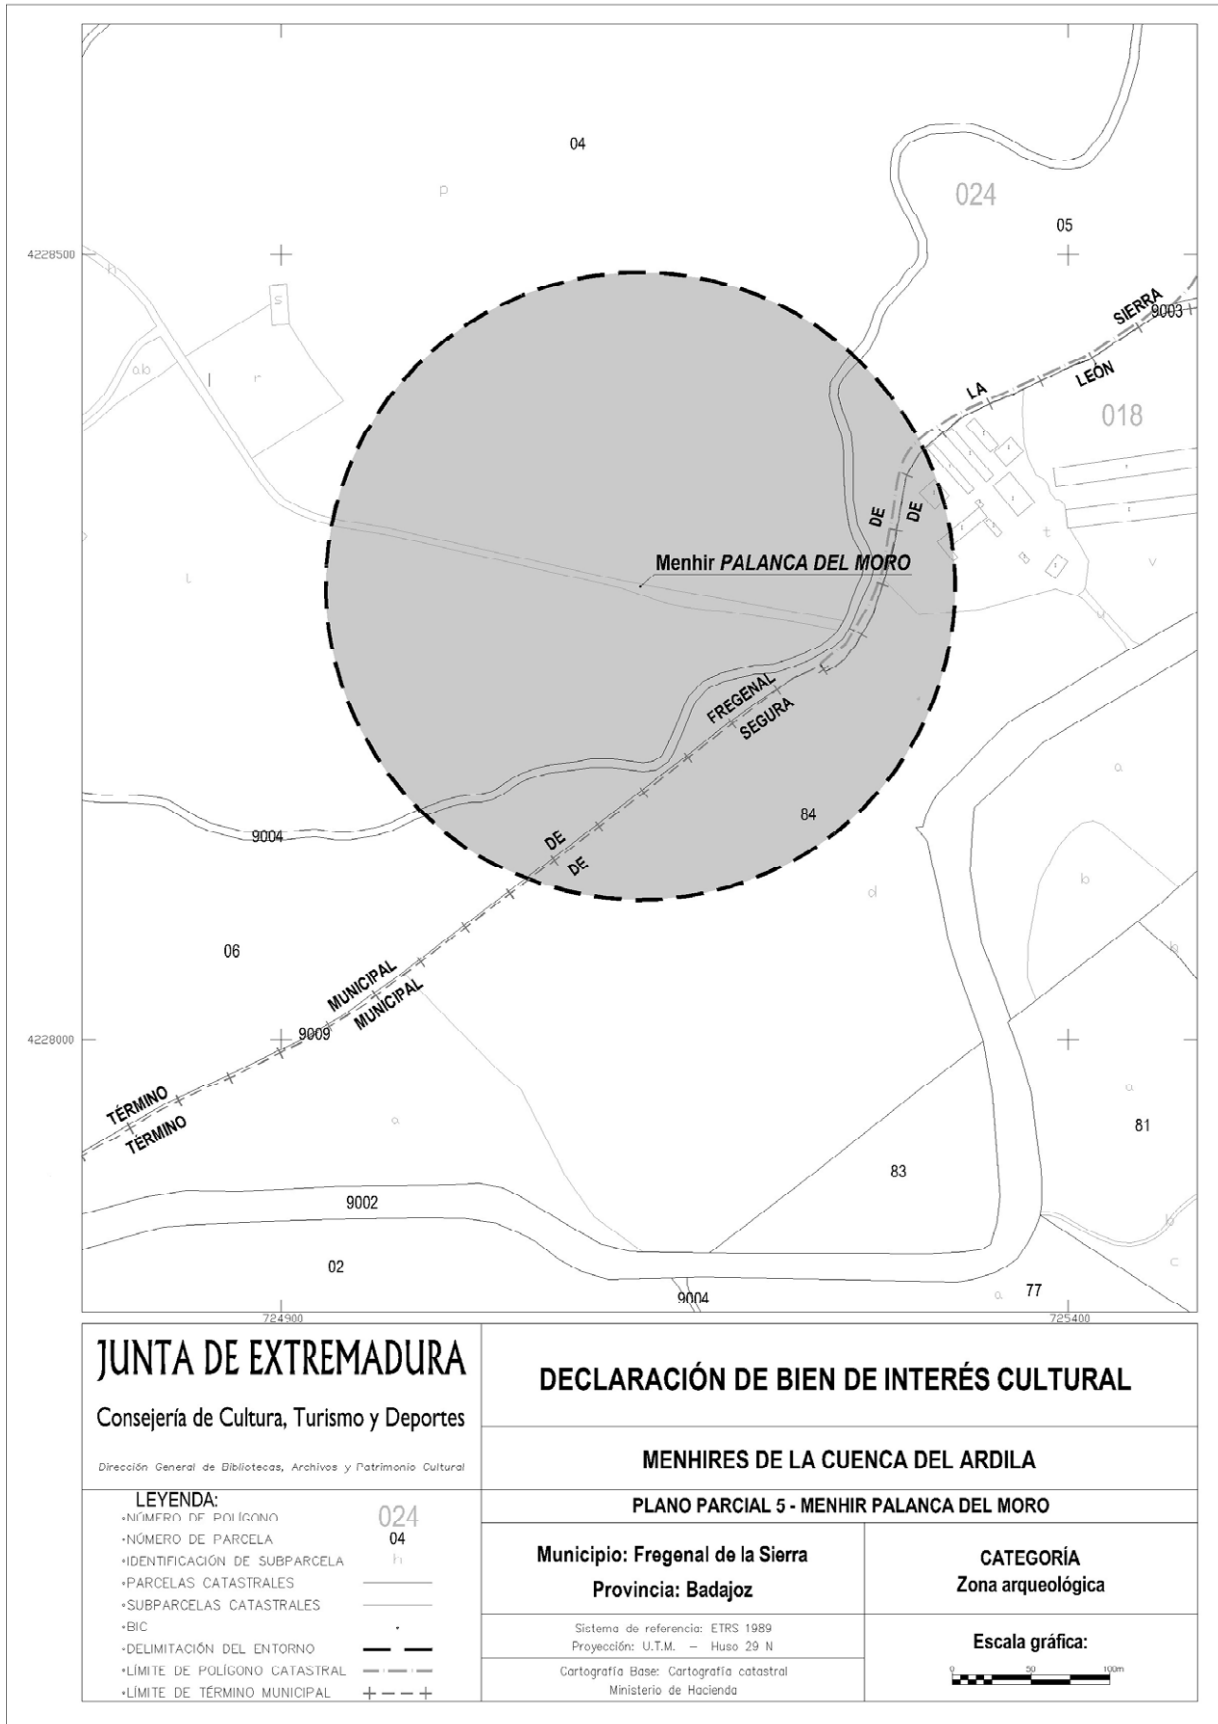 04
p
024
05
4228500
h
s
SIERRA
9003
ab
l r
LA
LEÓN
018
DE
DE
t
Menhir PALANCA DEL MORO
v
FREGENAL
SEGURA
a
84
9004
DE
DE
b
d
06
h
MUNICIPAL
MUNICIPAL
9009
4228000
TÉRMINO
TÉRMINO
a
a
81
83
9002
b
02
c
77
a
9004
724900
725400
JUNTA DE EXTREMADURA
Consejería de Cultura, Turismo y Deportes
Dirección General de Bibliotecas, Archivos y Patrimonio Cultural
DECLARACIÓN DE BIEN DE INTERÉS CULTURAL
MENHIRES DE LA CUENCA DEL ARDILA
PLANO PARCIAL 5 - MENHIR PALANCA DEL MORO
LEYENDA:
•NÚMERO DE POLÍGONO 024
•NÚMERO DE PARCELA 04
•IDENTIFICACIÓN DE SUBPARCELA h
•PARCELAS CATASTRALES
•SUBPARCELAS CATASTRALES
•BIC
•DELIMITACIÓN DEL ENTORNO
•LÍMITE DE POLÍGONO CATASTRAL
•LÍMITE DE TÉRMINO MUNICIPAL
Municipio: Fregenal de la Sierra
Provincia: Badajoz
CATEGORÍA
Zona arqueológica
Sistema de referencia: ETRS 1989
Proyección: U.T.M. – Huso 29 N
Cartografía Base: Cartografía catastral
Ministerio de Hacienda
Escala gráfica:
0 50 100m